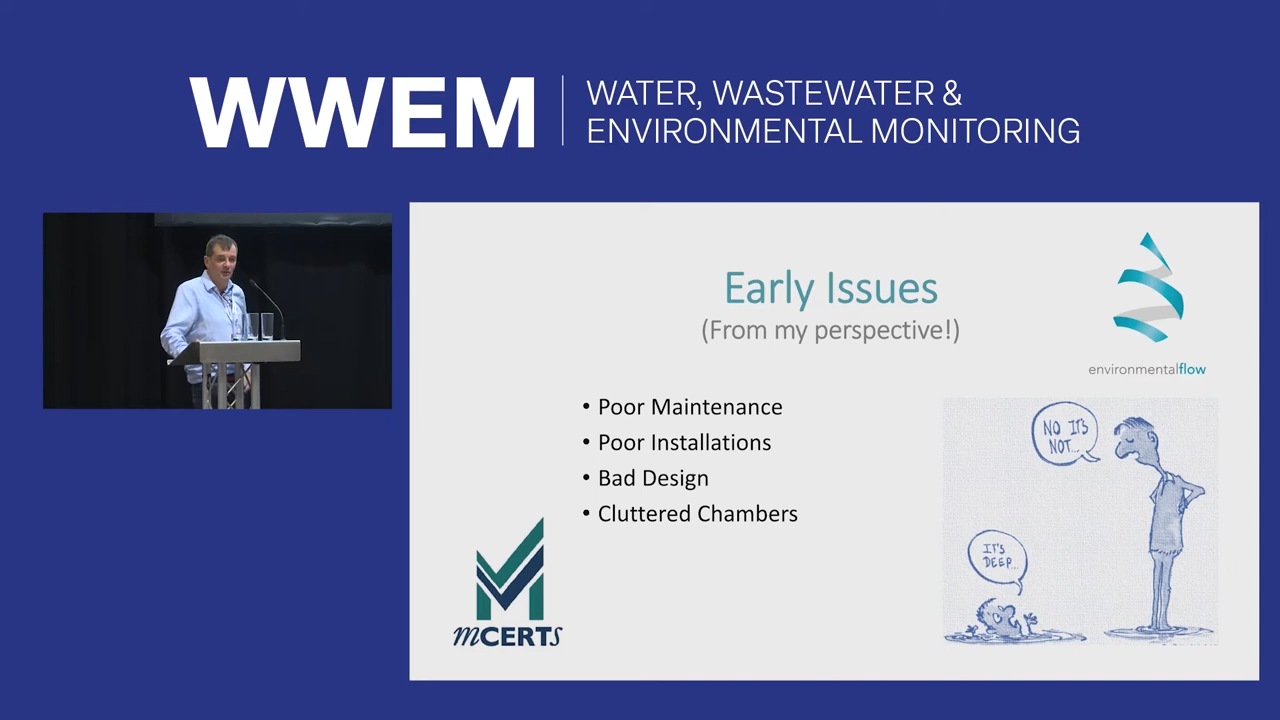 WWEM
WATER, WASTEWATER &
ENVIRONMENTAL MONITORING
Early Issues
(From my perspective!)
environmentalflow
• Poor Maintenance
• Poor Installations
• Bad Design
• Cluttered Chambers
NO IT'S
NOT...
IT'S
DEEP...
mCERTs